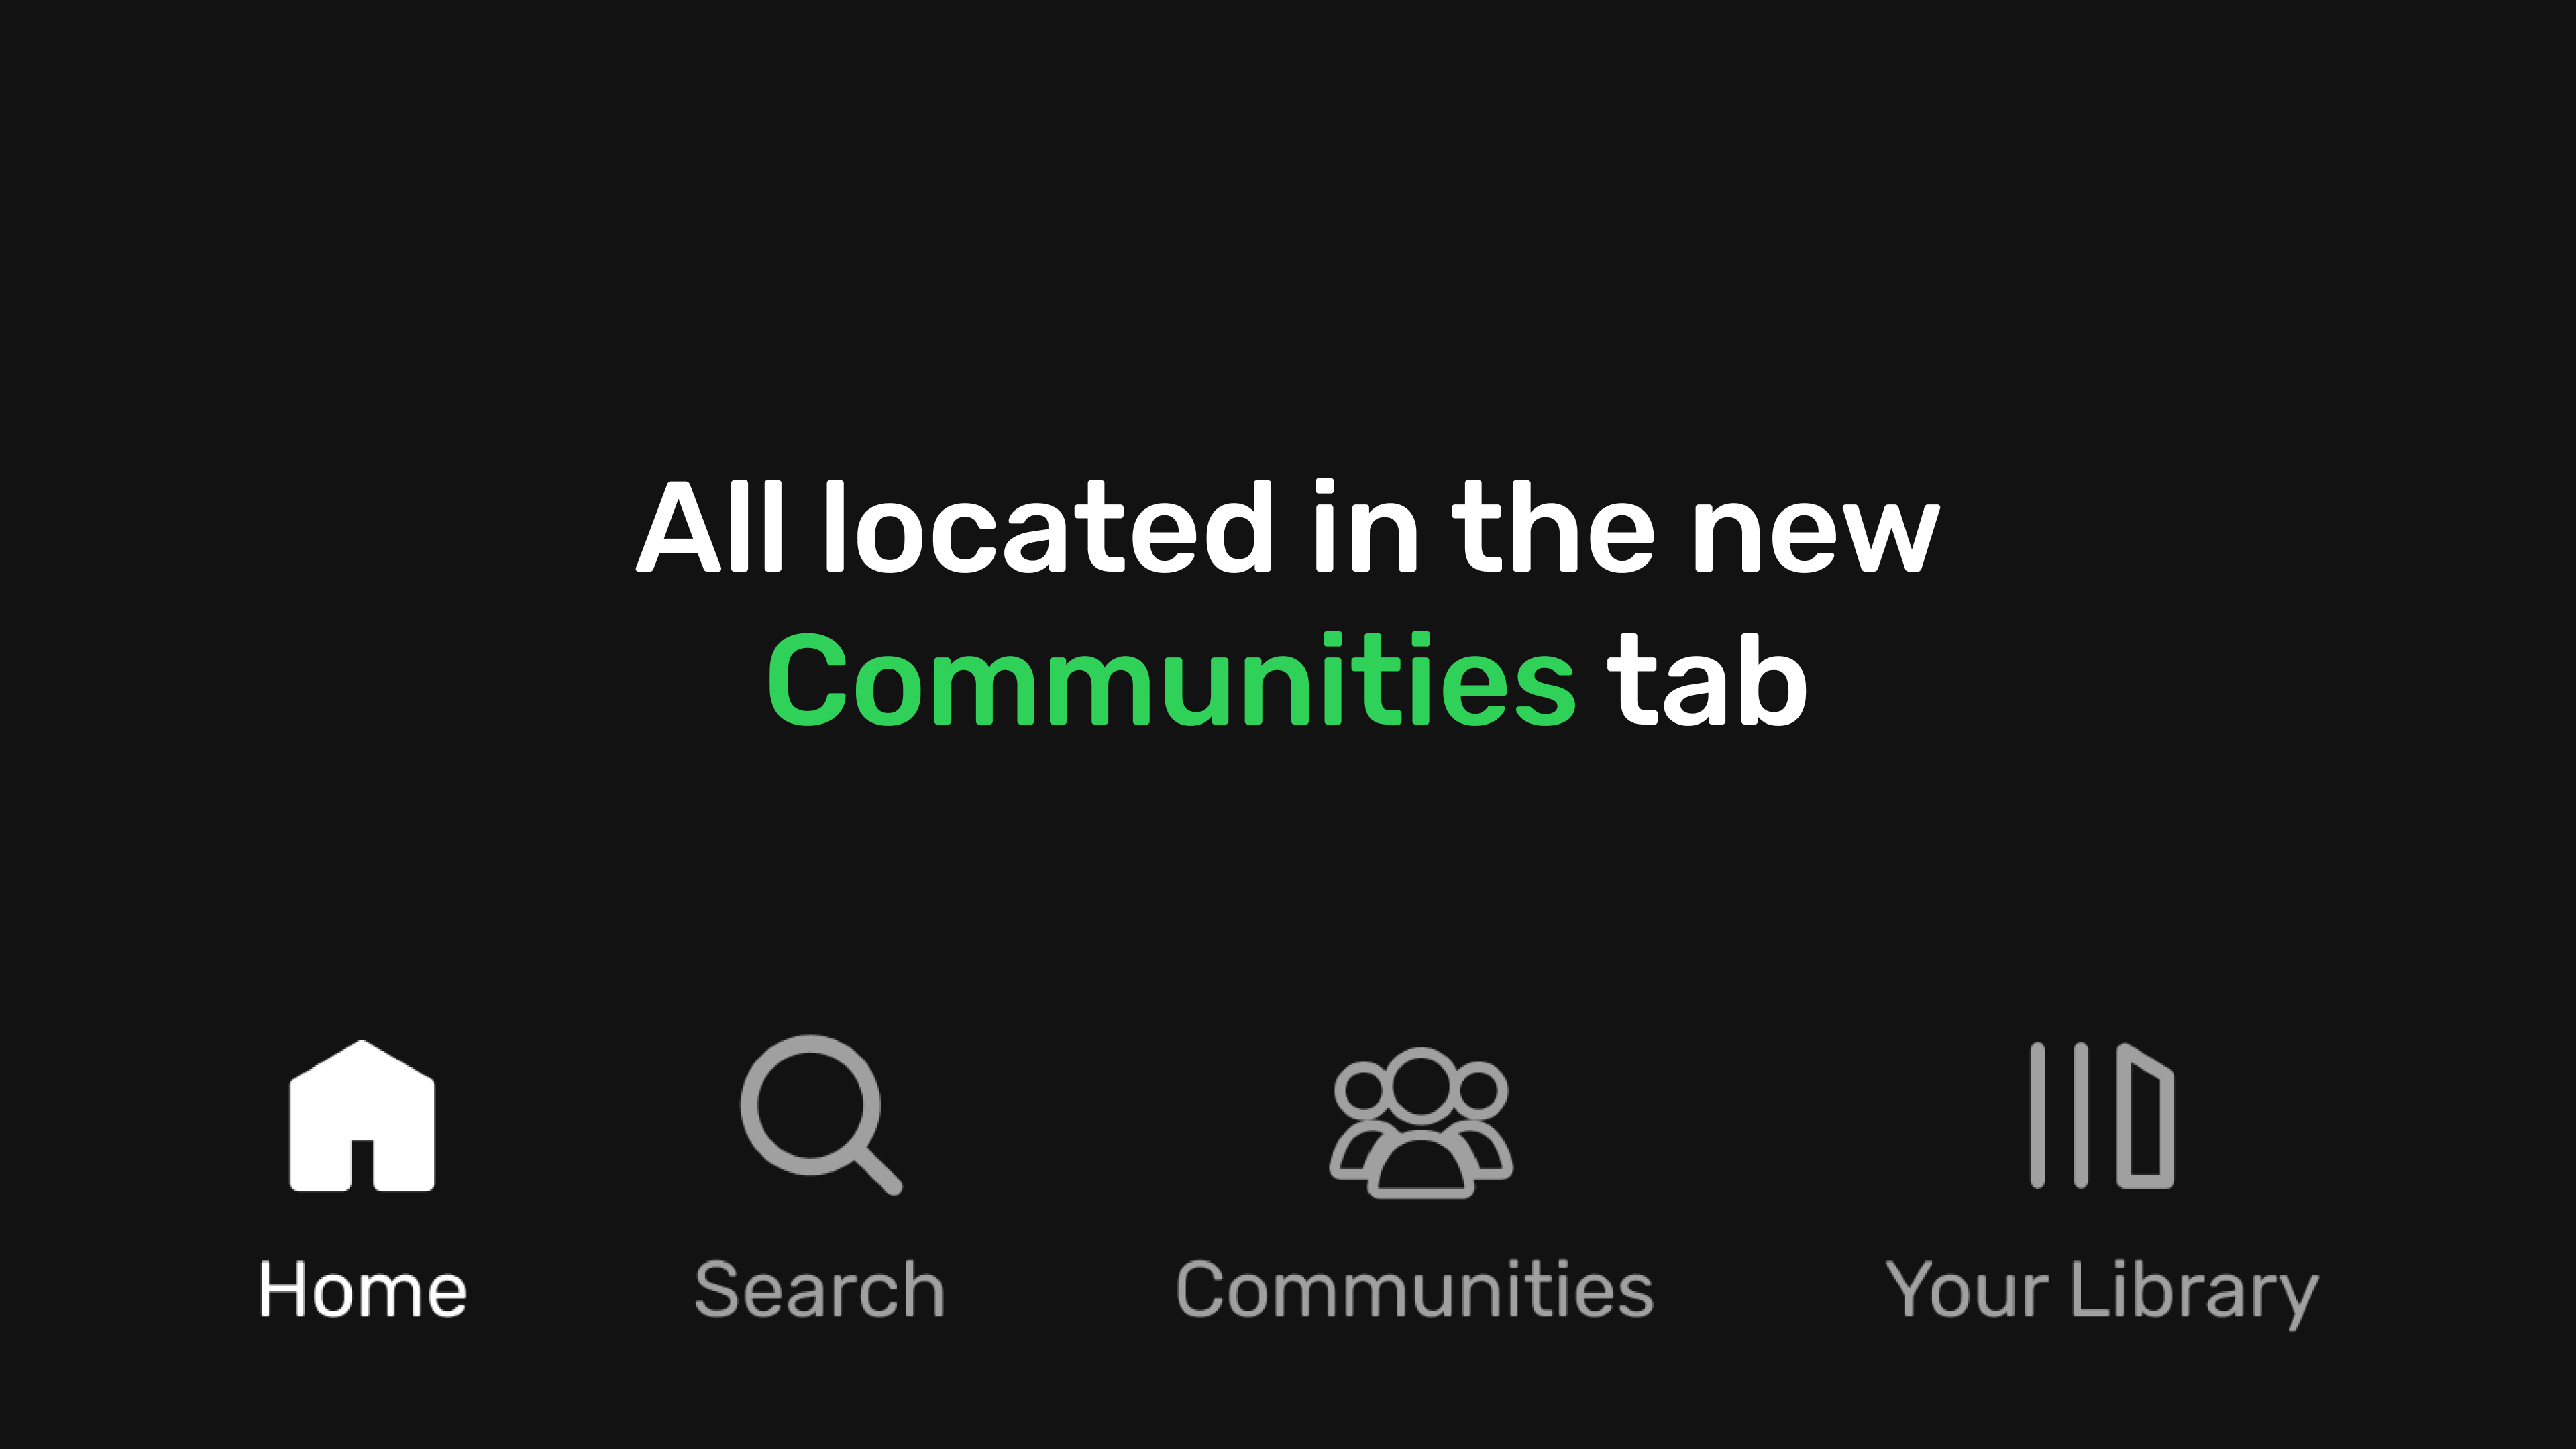 All located in the new
Communities tab
Home
Search
Communities
Your Library